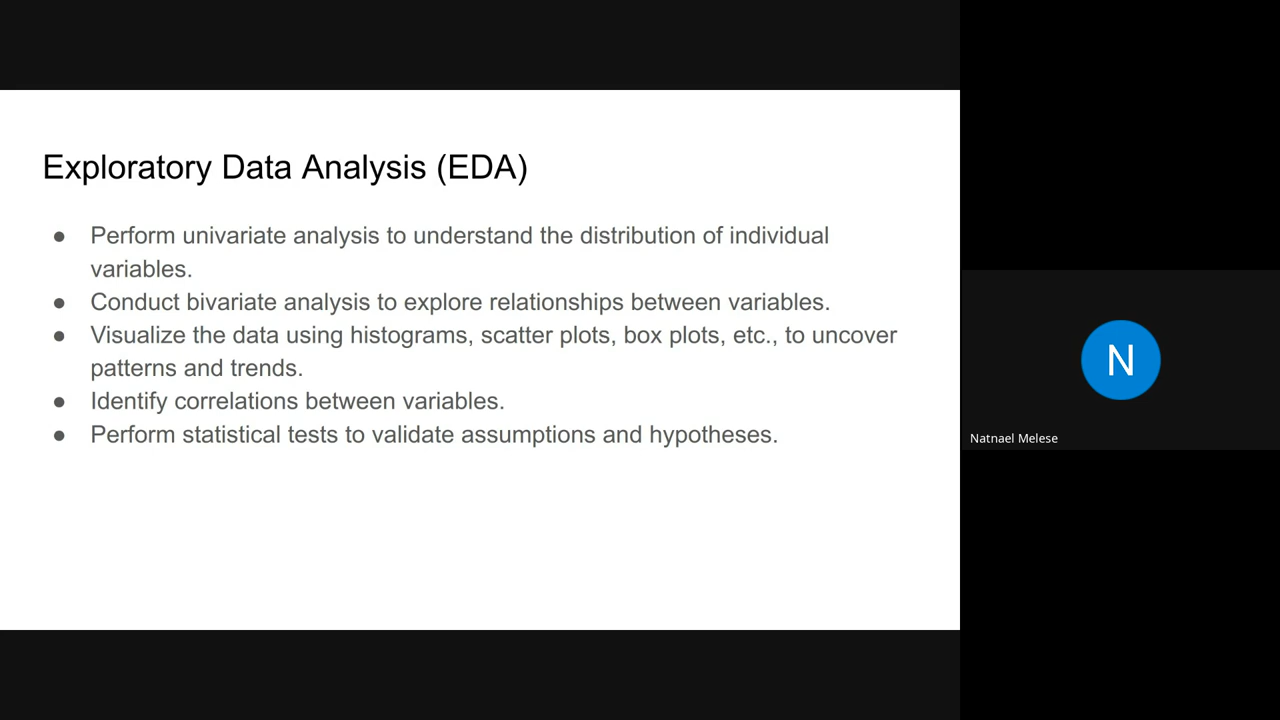 Exploratory Data Analysis (EDA)
● Perform univariate analysis to understand the distribution of individual
variables.
● Conduct bivariate analysis to explore relationships between variables.
● Visualize the data using histograms, scatter plots, box plots, etc., to uncover
patterns and trends.
● Identify correlations between variables.
● Perform statistical tests to validate assumptions and hypotheses.
N
Natnael Melese